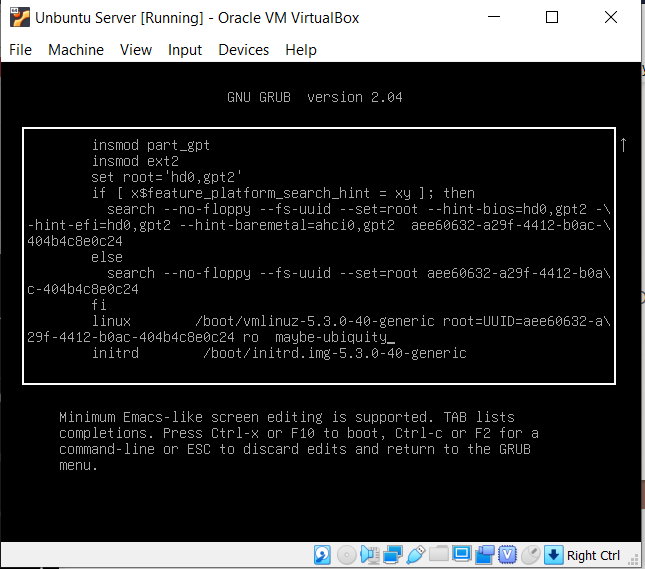 Unbuntu Server [Running] - Oracle VM VirtualBox
File Machine View Input Devices Help
GNU GRUB version 2.04
insmod part_gpt
insmod ext2
set root='hd0,gpt2'
if [ x$feature_platform_search_hint = xy ]; then
search --no-floppy --fs-uuid --set=root --hint-bios=hd0,gpt2 -\
-hint-efi=hd0,gpt2 --hint-baremetal=ahci0,gpt2 aee60632-a29f-4412-b0ac-\
404b4c8e0c24
else
search --no-floppy --fs-uuid --set=root aee60632-a29f-4412-b0a\
c-404b4c8e0c24
fi
linux /boot/vmlinuz-5.3.0-40-generic root=UUID=aee60632-a\
29f-4412-b0ac-404b4c8e0c24 ro maybe-ubiquity_
initrd /boot/initrd.img-5.3.0-40-generic
Minimum Emacs-like screen editing is supported. TAB lists
completions. Press Ctrl-x or F10 to boot, Ctrl-c or F2 for a
command-line or ESC to discard edits and return to the GRUB
menu.
Right Ctrl